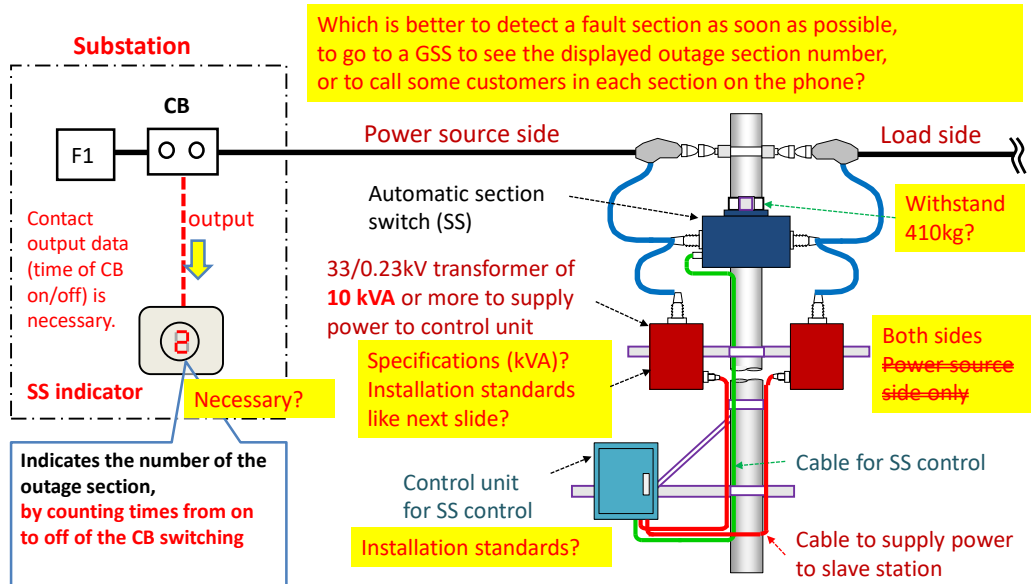 Which is better to detect a fault section as soon as possible,
to go to a GSS to see the displayed outage section number,
or to call some customers in each section on the phone?
Substation
CB
F1
Power source side
Load side
Contact
output data
(time of CB
on/off) is
necessary.
output
2
SS indicator
Necessary?
Indicates the number of the
outage section,
by counting times from on
to off of the CB switching
Automatic section
switch (SS)
Withstand
410kg?
33/0.23kV transformer of
10 kVA or more to supply
power to control unit
Specifications (kVA)?
Installation standards
like next slide?
Both sides
Power source
side only
Control unit
for SS control
Installation standards?
Cable for SS control
Cable to supply power
to slave station